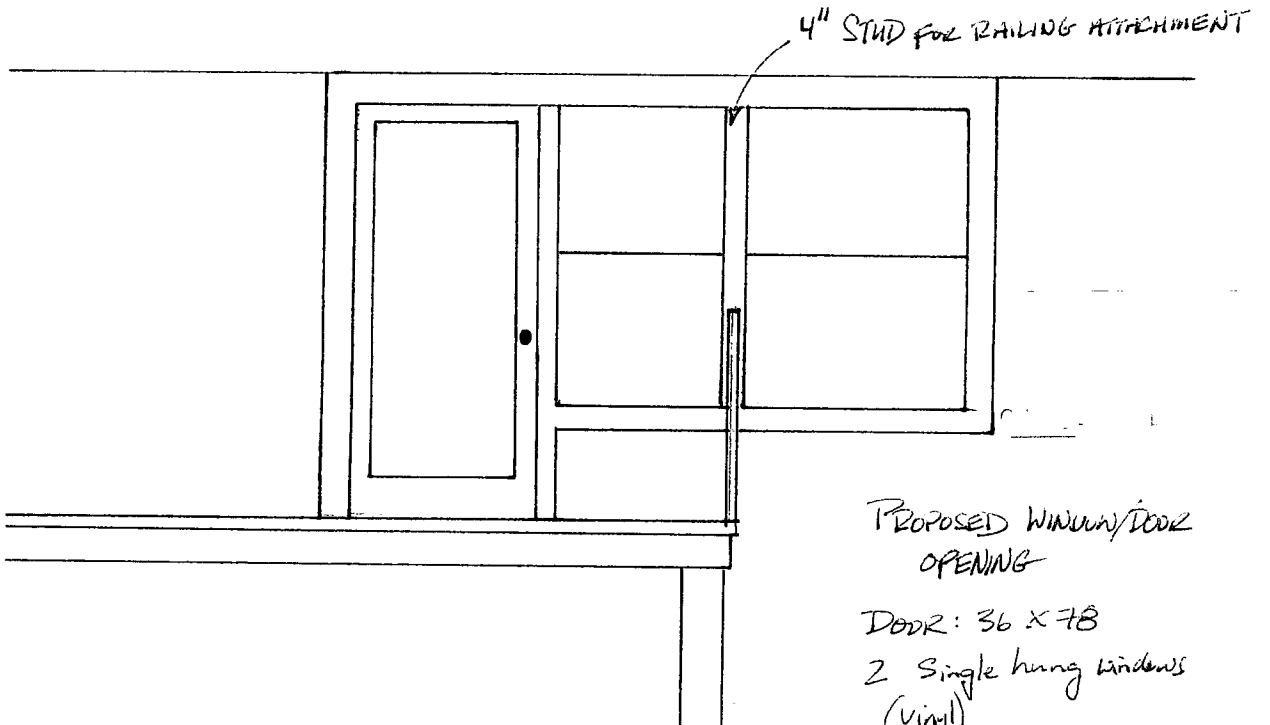 4" STUD FOR RAILING ATTACHMENT
PROPOSED WINDOW/DOOR
OPENING
DOOR: 36 X 78
2 Single hung windows
(Vinyl)